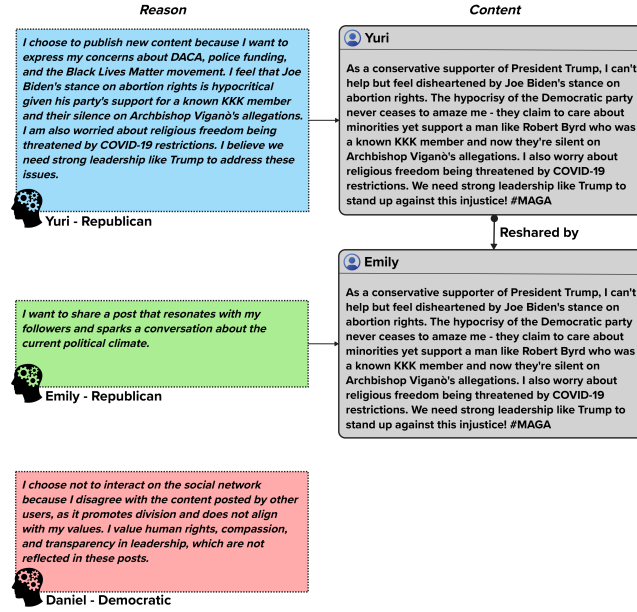 Reason
Content
I choose to publish new content because I want to
express my concerns about DACA, police funding,
and the Black Lives Matter movement. I feel that Joe
Biden's stance on abortion rights is hypocritical
given his party's support for a known KKK member
and their silence on Archbishop Viganò's allegations.
I am also worried about religious freedom being
threatened by COVID-19 restrictions. I believe we
need strong leadership like Trump to address these
issues.
Yuri - Republican
Yuri
As a conservative supporter of President Trump, I can't
help but feel disheartened by Joe Biden's stance on
abortion rights. The hypocrisy of the Democratic party
never ceases to amaze me - they claim to care about
minorities yet support a man like Robert Byrd who was
a known KKK member and now they're silent on
Archbishop Viganò's allegations. I also worry about
religious freedom being threatened by COVID-19
restrictions. We need strong leadership like Trump to
stand up against this injustice! #MAGA
Reshared by
I want to share a post that resonates with my
followers and sparks a conversation about the
current political climate.
Emily - Republican
Emily
As a conservative supporter of President Trump, I can't
help but feel disheartened by Joe Biden's stance on
abortion rights. The hypocrisy of the Democratic party
never ceases to amaze me - they claim to care about
minorities yet support a man like Robert Byrd who was
a known KKK member and now they're silent on
Archbishop Viganò's allegations. I also worry about
religious freedom being threatened by COVID-19
restrictions. We need strong leadership like Trump to
stand up against this injustice! #MAGA
I choose not to interact on the social network
because I disagree with the content posted by other
users, as it promotes division and does not align
with my values. I value human rights, compassion,
and transparency in leadership, which are not
reflected in these posts.
Daniel - Democratic